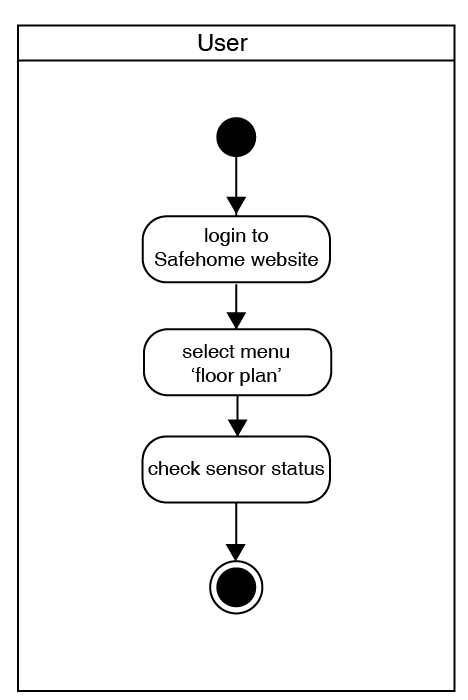 User
login to
Safehome website
select menu
‘floor plan’
check sensor status